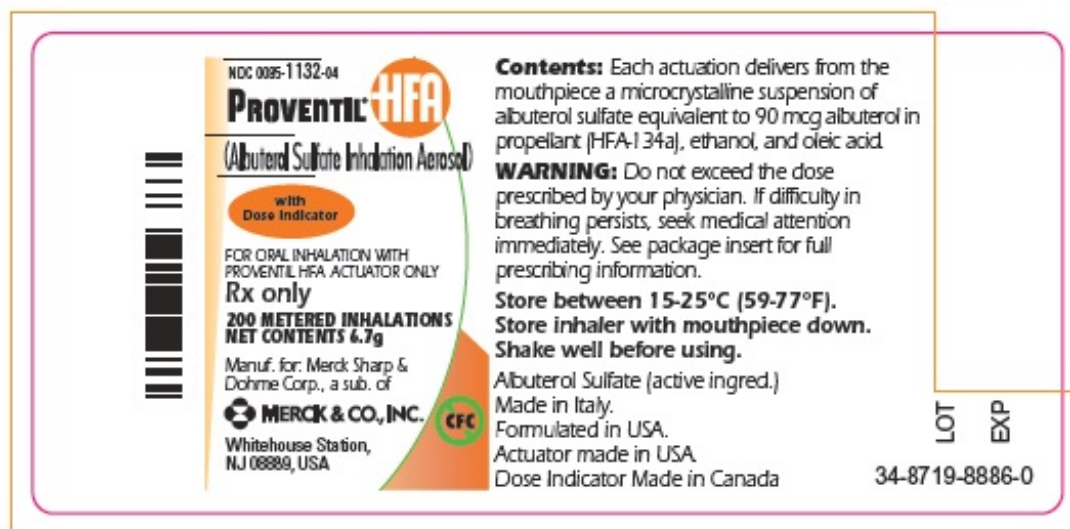 NDC 0085-1132-04
PROVENTIL® HFA
(Albuterol Sulfate Inhalation Aerosol)
with
Dose Indicator
FOR ORAL INHALATION WITH
PROVENTIL HFA ACTUATOR ONLY
Rx only
200 METERED INHALATIONS
NET CONTENTS 6.7g
Manuf. for: Merck Sharp &
Dohme Corp., a sub. of
MERCK & CO., INC.
Whitehouse Station,
NJ 08889, USA
CFC
Contents: Each actuation delivers from the
mouthpiece a microcrystalline suspension of
albuterol sulfate equivalent to 90 mcg albuterol in
propellant (HFA-134a), ethanol, and oleic acid.
WARNING: Do not exceed the dose
prescribed by your physician. If difficulty in
breathing persists, seek medical attention
immediately. See package insert for full
prescribing information.
Store between 15-25°C (59-77°F).
Store inhaler with mouthpiece down.
Shake well before using.
Albuterol Sulfate (active ingred.)
Made in Italy.
Formulated in USA.
Actuator made in USA.
Dose Indicator Made in Canada
LOT
EXP
34-8719-8886-0